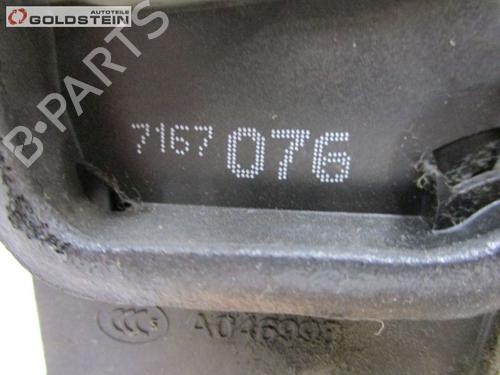 AUTOTEILE
GOLDSTEIN
B-Parts
7167 076
CCC S
A046998